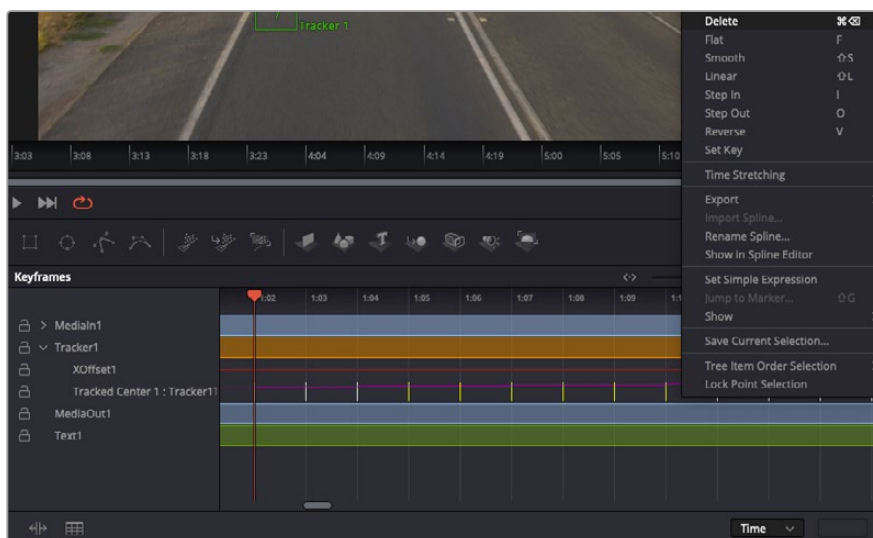 Tracker 1
Delete ⌘⌫
Flat F
Smooth ⇧S
Linear ⇧L
Step In I
Step Out O
Reverse V
Set Key
Time Stretching
Export
Import Spline...
Rename Spline...
Show in Spline Editor
Set Simple Expression
Jump to Marker... ⇧G
Show
Save Current Selection...
Tree Item Order Selection
Lock Point Selection
3:03 3:08 3:13 3:18 3:23 4:04 4:09 4:14 4:19 5:00 5:05 5:10
Keyframes
1:02 1:03 1:04 1:05 1:06 1:07 1:08 1:09
MediaIn1
Tracker1
XOffset1
Tracked Center 1 : Tracker1
MediaOut1
Text1
Time